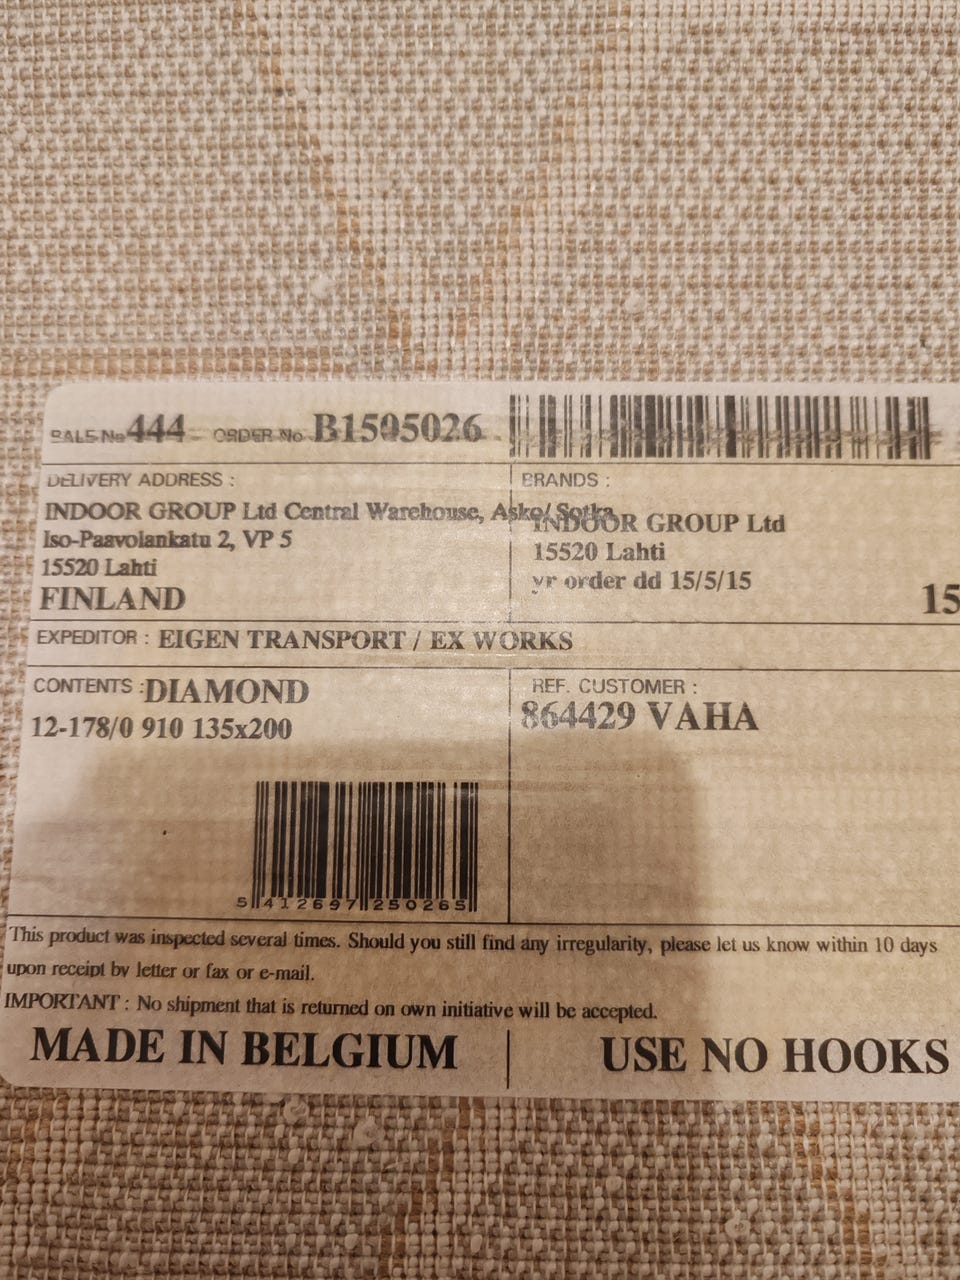 BALE No 444 ORDER No B1505026
DELIVERY ADDRESS :
INDOOR GROUP Ltd Central Warehouse, Asko/ Sotka
Iso-Paavolankatu 2, VP 5
15520 Lahti
FINLAND
BRANDS :
INDOOR GROUP Ltd
15520 Lahti
yr order dd 15/5/15
15
EXPEDITOR : EIGEN TRANSPORT / EX WORKS
CONTENTS : DIAMOND
12-178/0 910 135x200
5 412697 250265
REF. CUSTOMER :
864429 VAHA
This product was inspected several times. Should you still find any irregularity, please let us know within 10 days
upon receipt by letter or fax or e-mail.
IMPORTANT : No shipment that is returned on own initiative will be accepted.
MADE IN BELGIUM
USE NO HOOKS